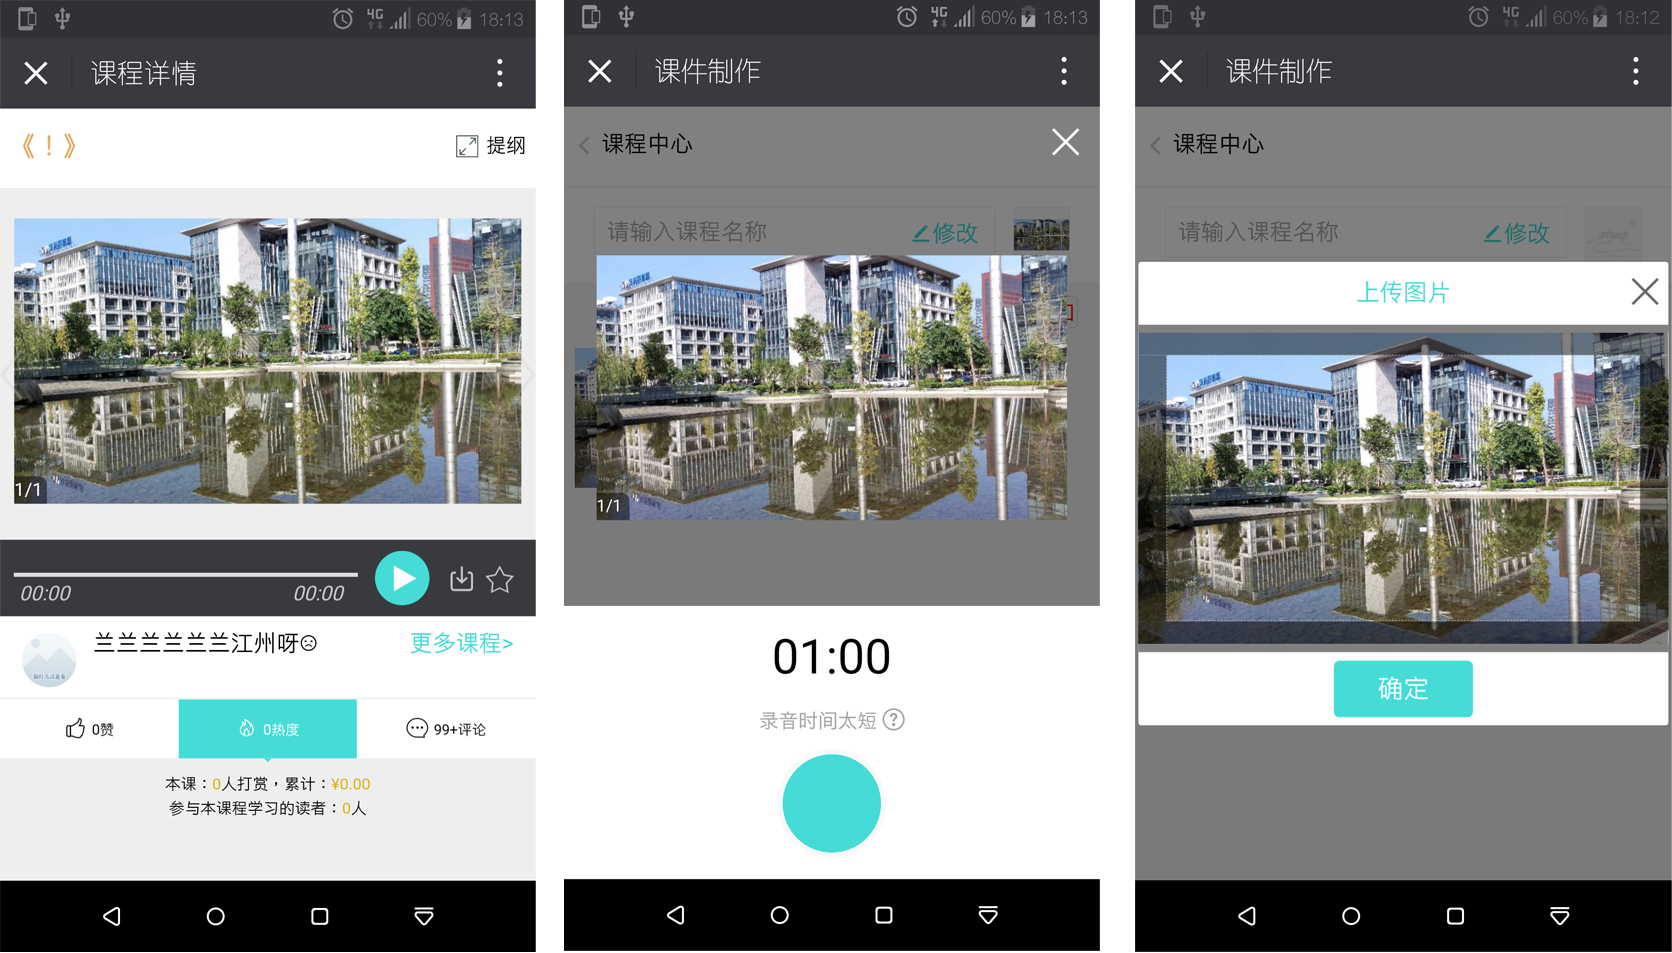 4G 60% 18:13
课程详情
《！》
提纲
1/1
00:00 00:00
兰兰兰兰兰兰江州呀☹
更多课程>
0赞
0热度
99+评论
本课：0人打赏，累计：¥0.00
参与本课程学习的读者：0人
4G 60% 18:13
课件制作
课程中心
请输入课程名称
修改
1/1
01:00
录音时间太短?
4G 60% 18:12
课件制作
课程中心
请输入课程名称
修改
上传图片
确定